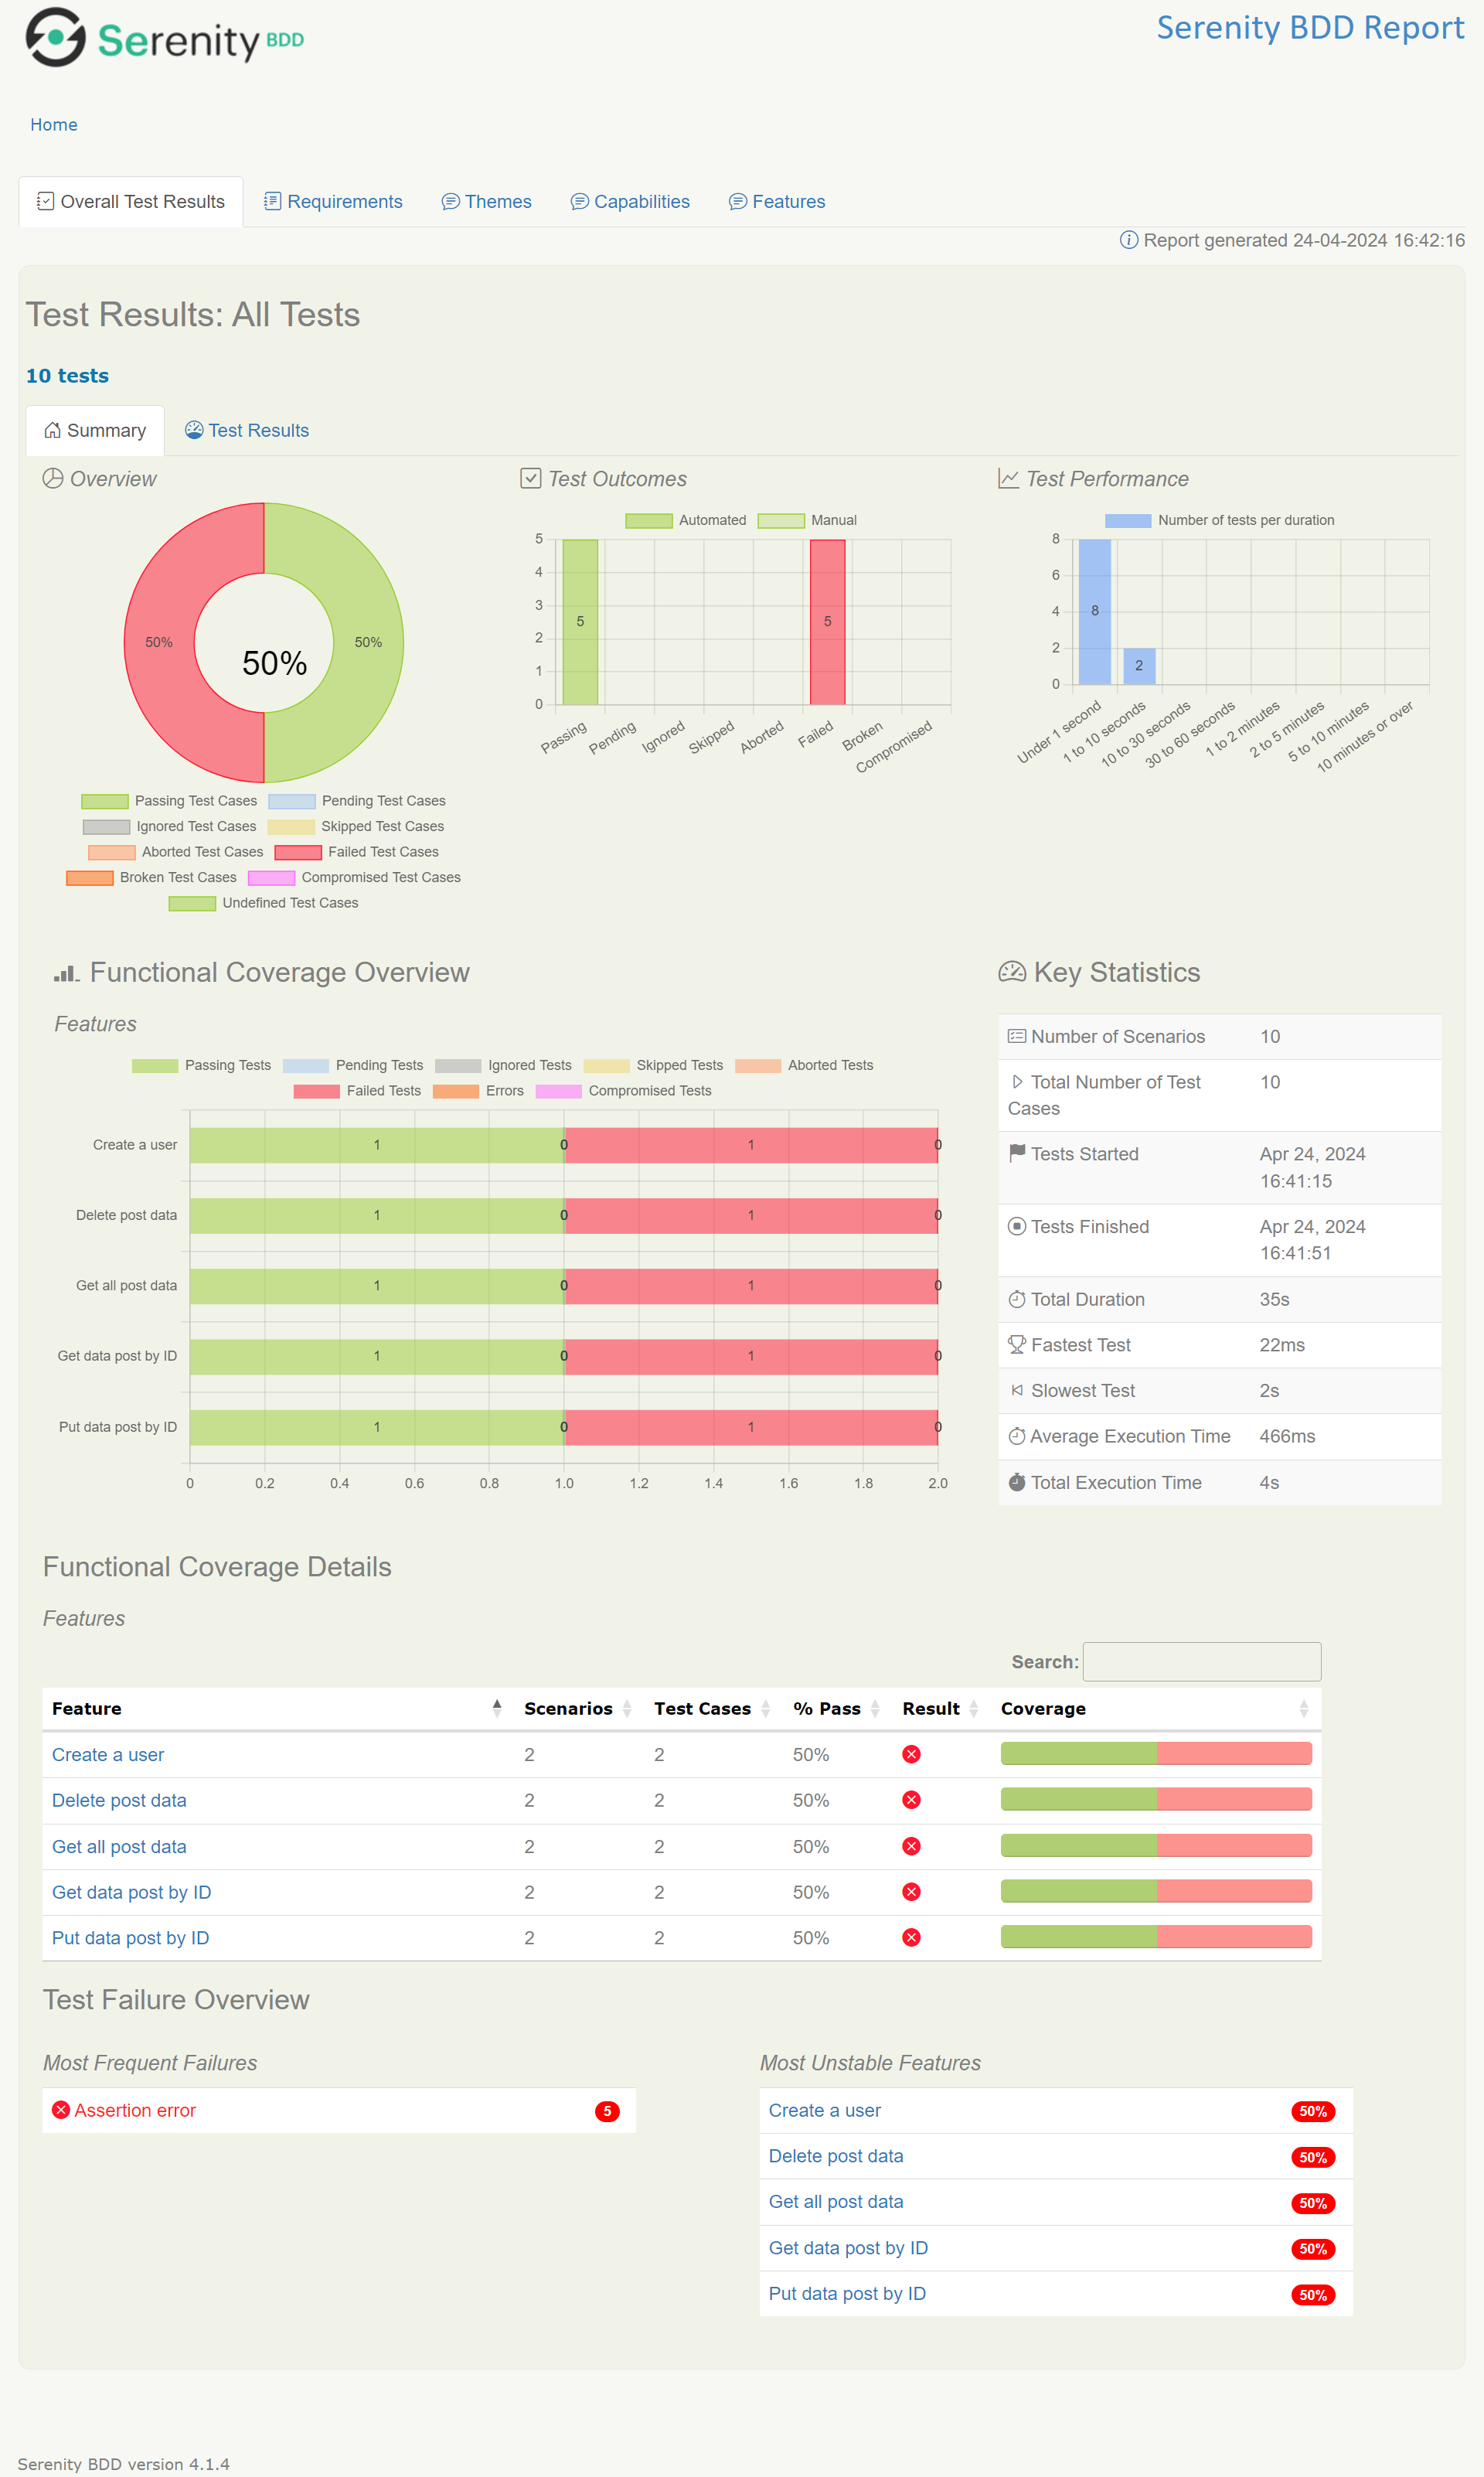 Serenity BDD
Serenity BDD Report
Home
Overall Test Results
Requirements
Themes
Capabilities
Features
Report generated 24-04-2024 16:42:16
Test Results: All Tests
10 tests
Summary
Test Results
Overview
50%
50%
50%
Passing Test Cases
Pending Test Cases
Ignored Test Cases
Skipped Test Cases
Aborted Test Cases
Failed Test Cases
Broken Test Cases
Compromised Test Cases
Undefined Test Cases
Test Outcomes
Automated
Manual
5
4
3
2
1
0
5
5
Passing
Pending
Ignored
Skipped
Aborted
Failed
Broken
Compromised
Test Performance
Number of tests per duration
8
6
4
2
0
8
2
Under 1 second
1 to 10 seconds
10 to 30 seconds
30 to 60 seconds
1 to 2 minutes
2 to 5 minutes
5 to 10 minutes
10 minutes or over
Functional Coverage Overview
Features
Passing Tests
Pending Tests
Ignored Tests
Skipped Tests
Aborted Tests
Failed Tests
Errors
Compromised Tests
Create a user 1 0 1 0
Delete post data 1 0 1 0
Get all post data 1 0 1 0
Get data post by ID 1 0 1 0
Put data post by ID 1 0 1 0
0 0.2 0.4 0.6 0.8 1.0 1.2 1.4 1.6 1.8 2.0
Key Statistics
Number of Scenarios 10
Total Number of Test 10
Cases
Tests Started Apr 24, 2024
16:41:15
Tests Finished Apr 24, 2024
16:41:51
Total Duration 35s
Fastest Test 22ms
Slowest Test 2s
Average Execution Time 466ms
Total Execution Time 4s
Functional Coverage Details
Features
Search:
Feature Scenarios Test Cases % Pass Result Coverage
Create a user 2 2 50%
Delete post data 2 2 50%
Get all post data 2 2 50%
Get data post by ID 2 2 50%
Put data post by ID 2 2 50%
Test Failure Overview
Most Frequent Failures
Assertion error 5
Most Unstable Features
Create a user 50%
Delete post data 50%
Get all post data 50%
Get data post by ID 50%
Put data post by ID 50%
Serenity BDD version 4.1.4